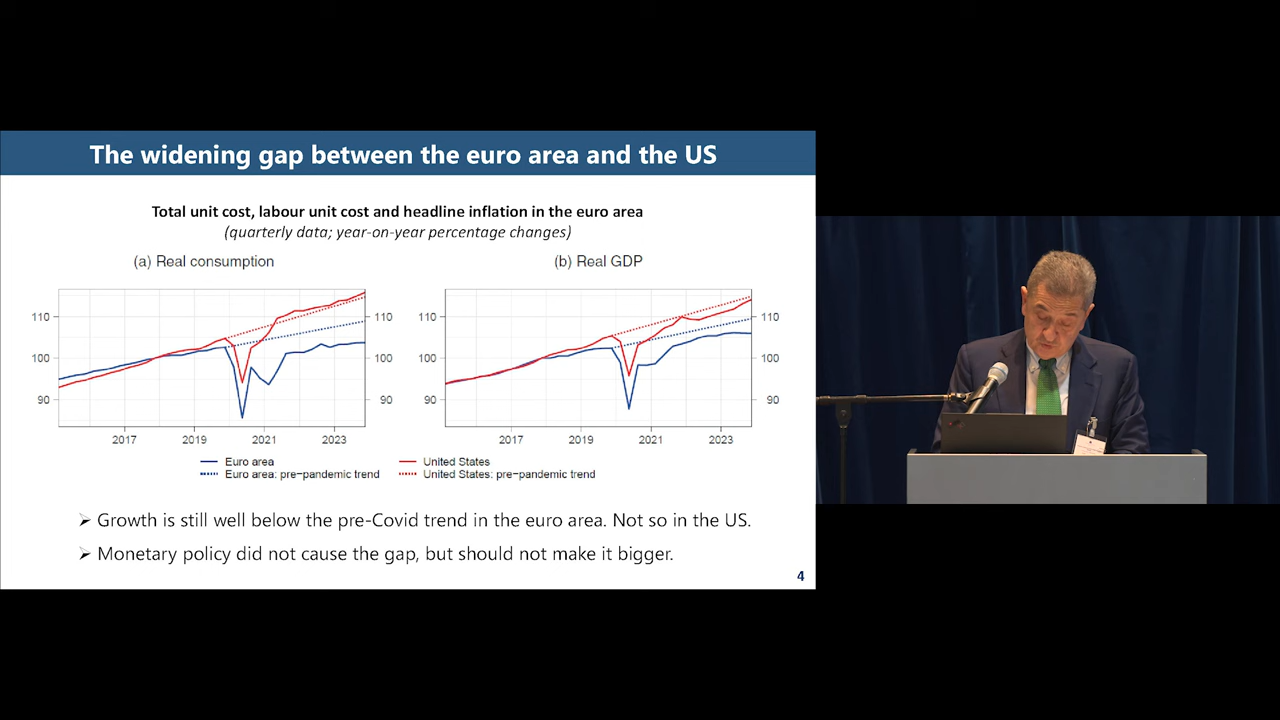 The widening gap between the euro area and the US
Total unit cost, labour unit cost and headline inflation in the euro area
(quarterly data; year-on-year percentage changes)
(a) Real consumption
(b) Real GDP
110
100
90
110
100
90
2017 2019 2021 2023
110
100
90
110
100
90
2017 2019 2021 2023
Euro area
United States
Euro area: pre-pandemic trend
United States: pre-pandemic trend
➢ Growth is still well below the pre-Covid trend in the euro area. Not so in the US.
➢ Monetary policy did not cause the gap, but should not make it bigger.
4